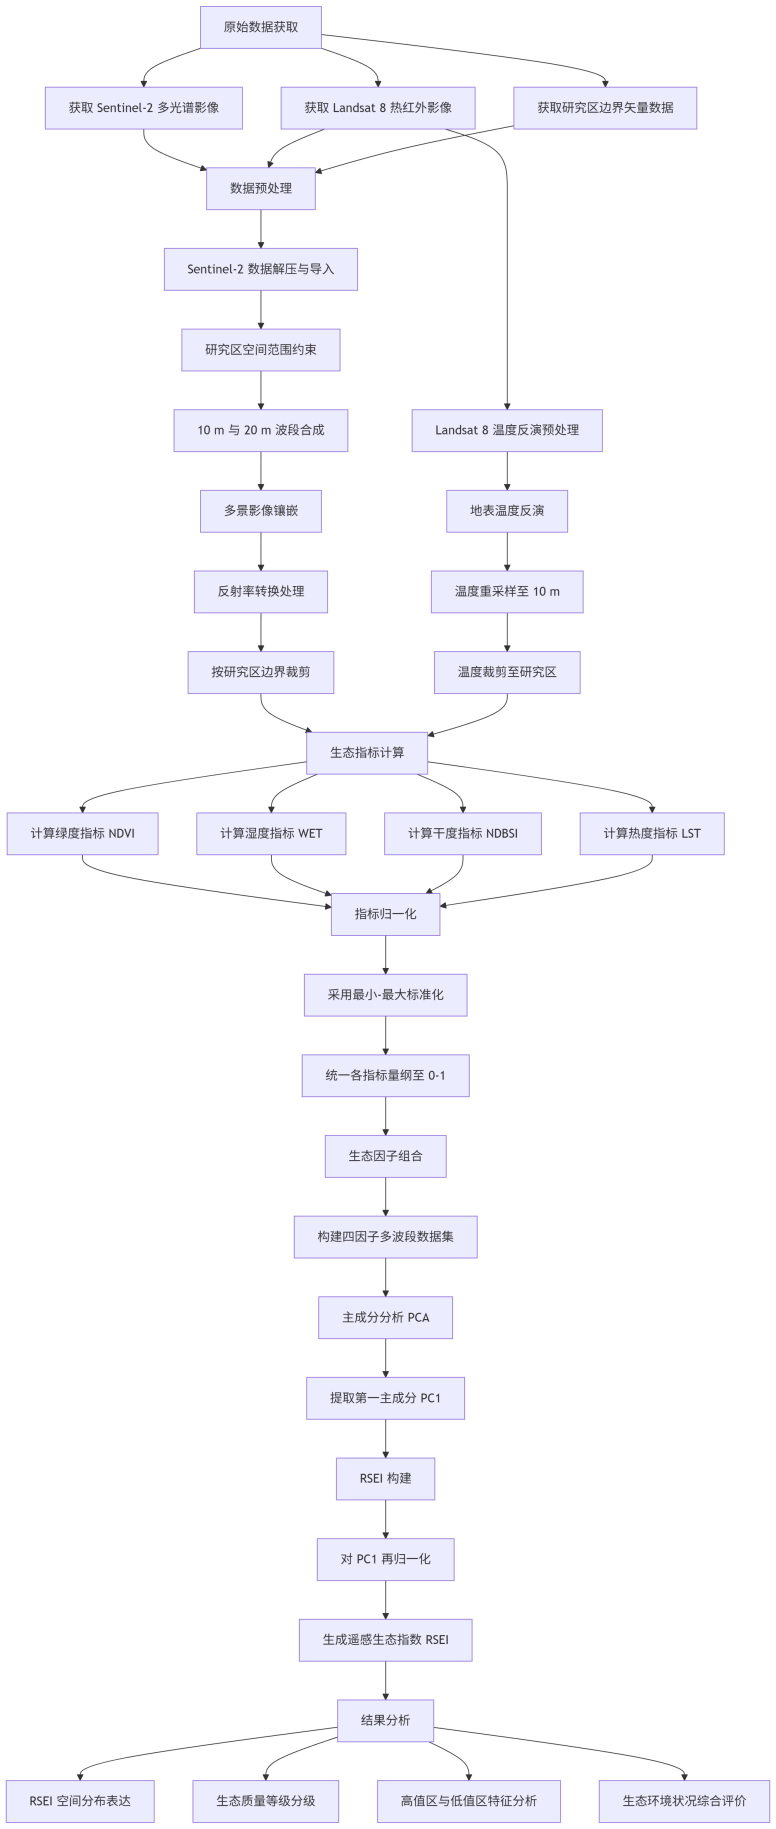 原始数据获取
获取 Sentinel-2 多光谱影像
获取 Landsat 8 热红外影像
获取研究区边界矢量数据
数据预处理
Sentinel-2 数据解压与导入
研究区空间范围约束
10 m 与 20 m 波段合成
Landsat 8 温度反演预处理
多景影像镶嵌
地表温度反演
反射率转换处理
温度重采样至 10 m
按研究区边界裁剪
温度裁剪至研究区
生态指标计算
计算绿度指标 NDVI
计算湿度指标 WET
计算干度指标 NDBSI
计算热度指标 LST
指标归一化
采用最小-最大标准化
统一各指标量纲至 0-1
生态因子组合
构建四因子多波段数据集
主成分分析 PCA
提取第一主成分 PC1
RSEI 构建
对 PC1 再归一化
生成遥感生态指数 RSEI
结果分析
RSEI 空间分布表达
生态质量等级分级
高值区与低值区特征分析
生态环境状况综合评价